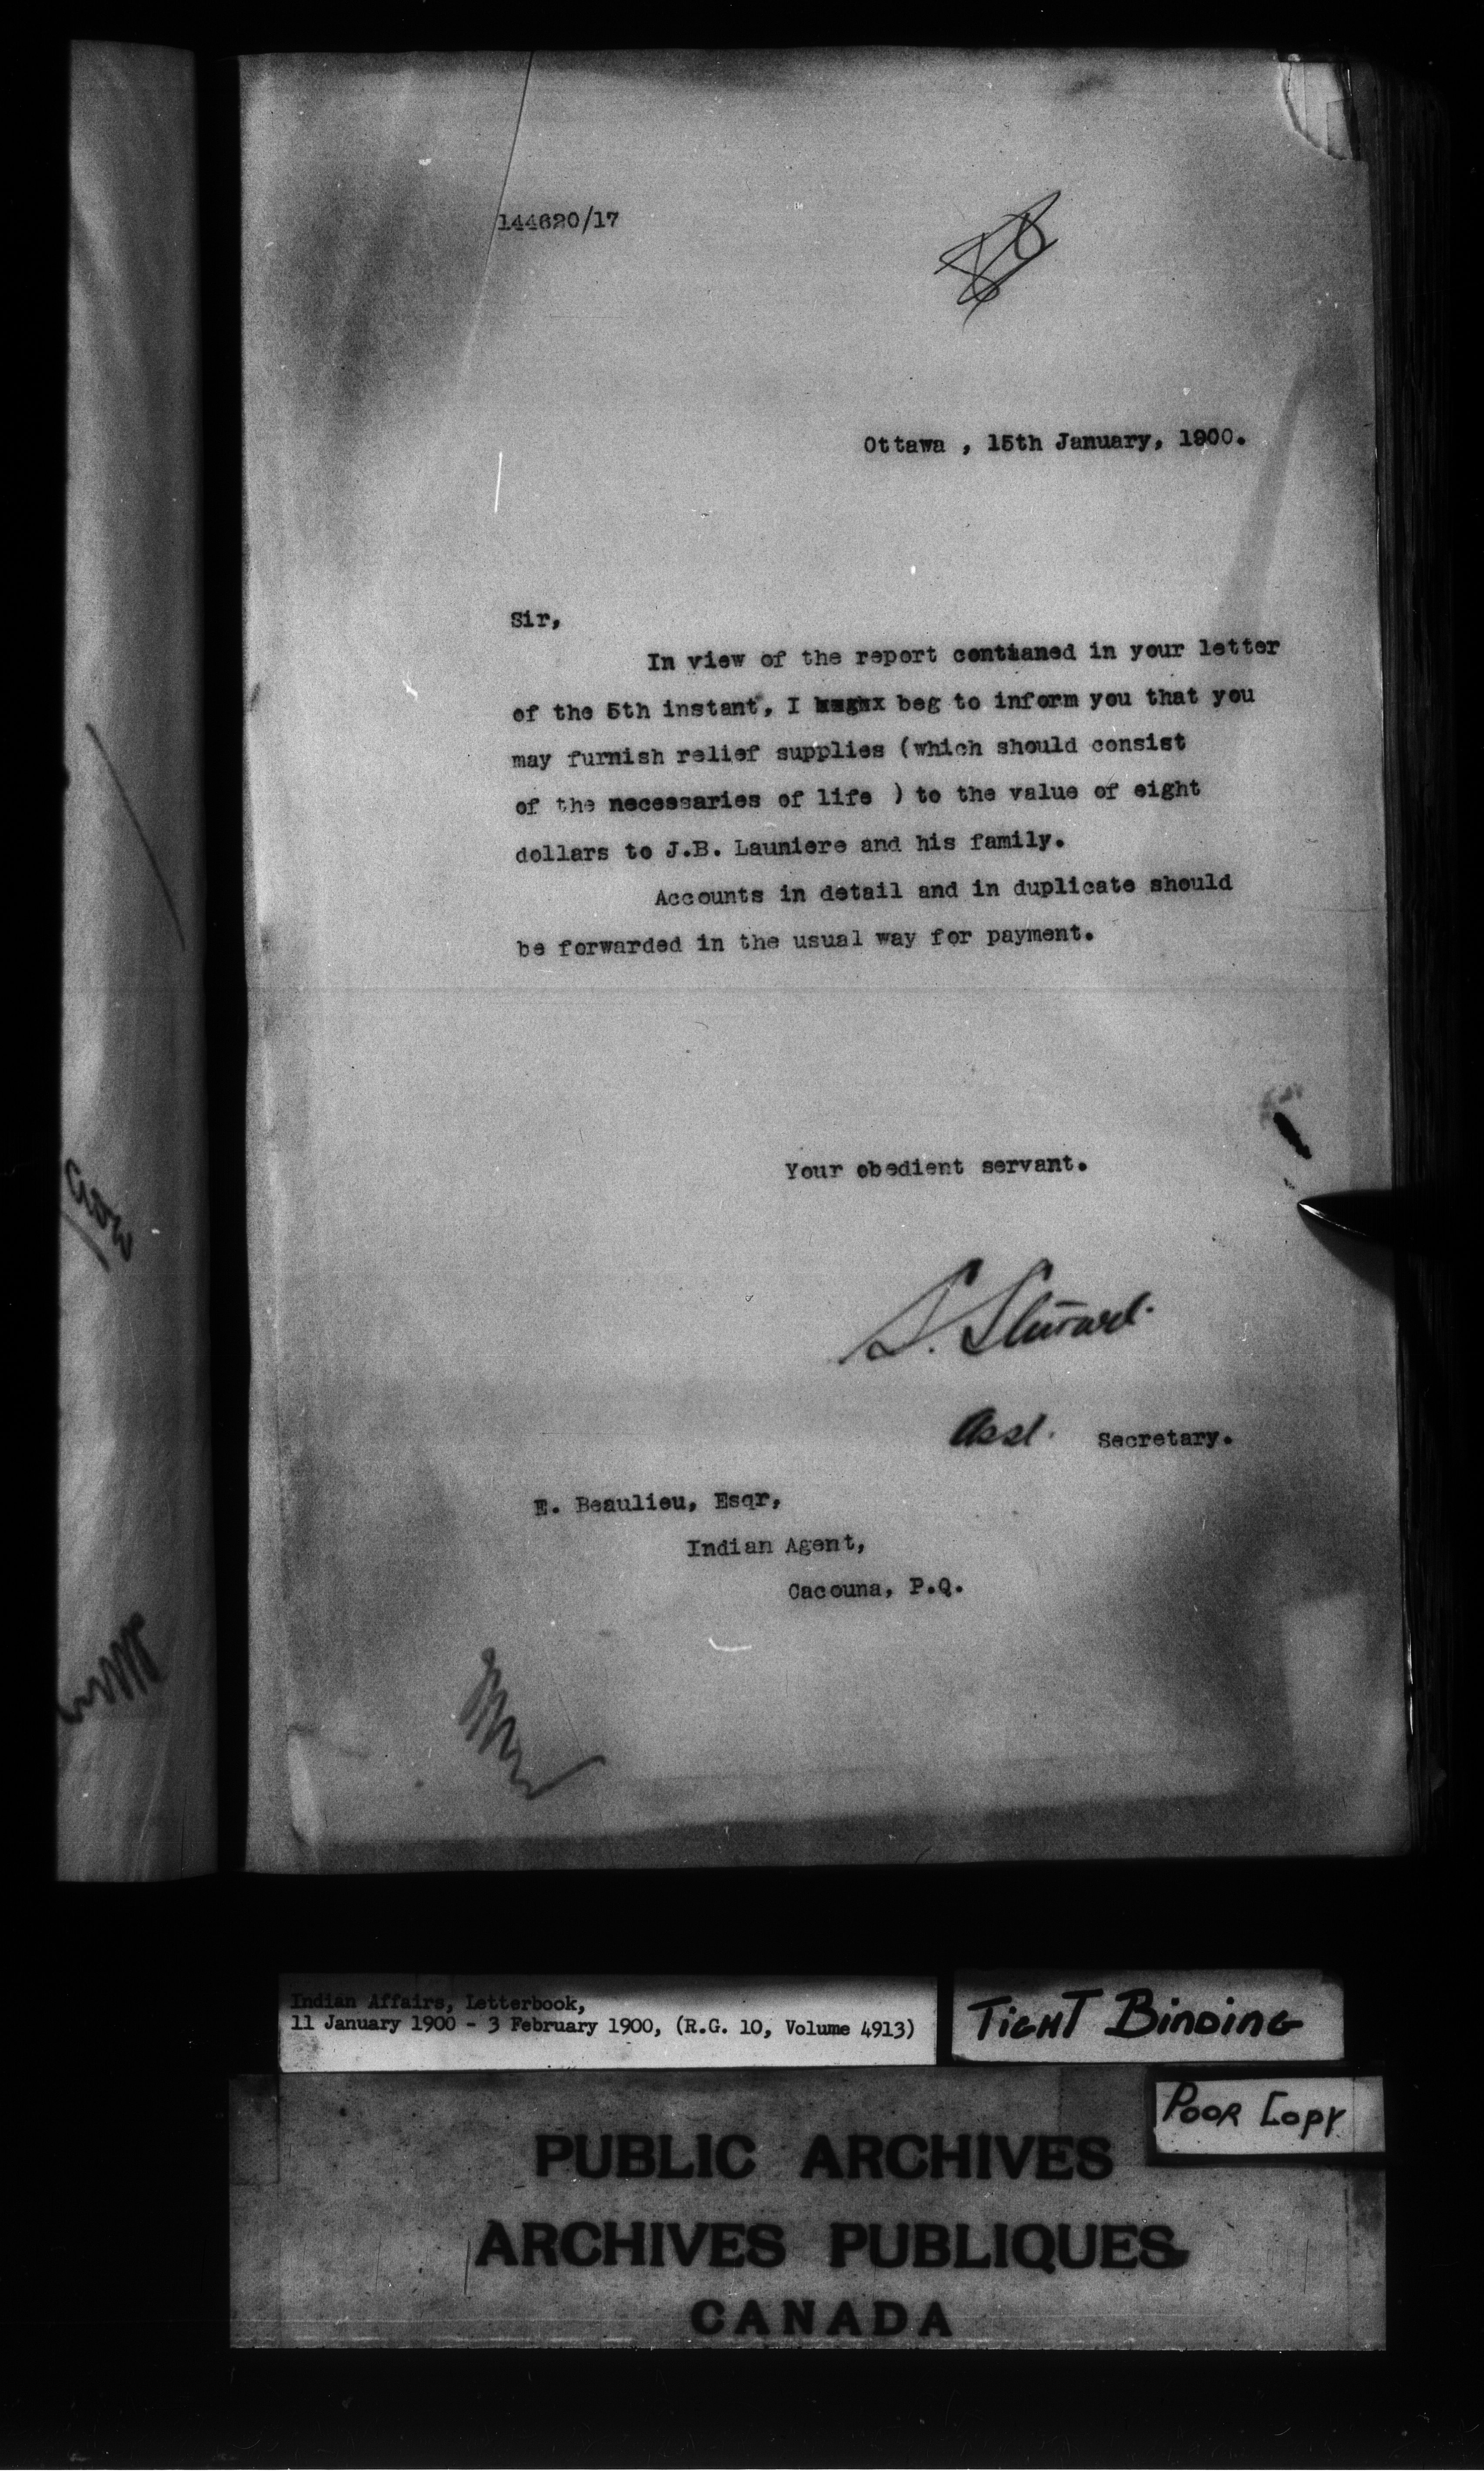 144620/17
88
Ottawa , 15th January, 1900.
Sir,
In view of the report contianed in your letter
of the 5th instant, I beg to inform you that you
may furnish relief supplies (which should consist
of the necessaries of life ) to the value of eight
dollars to J.B. Launiere and his family.
Accounts in detail and in duplicate should
be forwarded in the usual way for payment.
Your obedient servant.
S. Stewart.
Asst. Secretary.
E. Beaulieu, Esqr,
Indian Agent,
Cacouna, P.Q.
Indian Affairs, Letterbook,
11 January 1900 - 3 February 1900, (R.G. 10, Volume 4913)
TIGHT BINDING
POOR COPY
PUBLIC ARCHIVES
ARCHIVES PUBLIQUES
CANADA